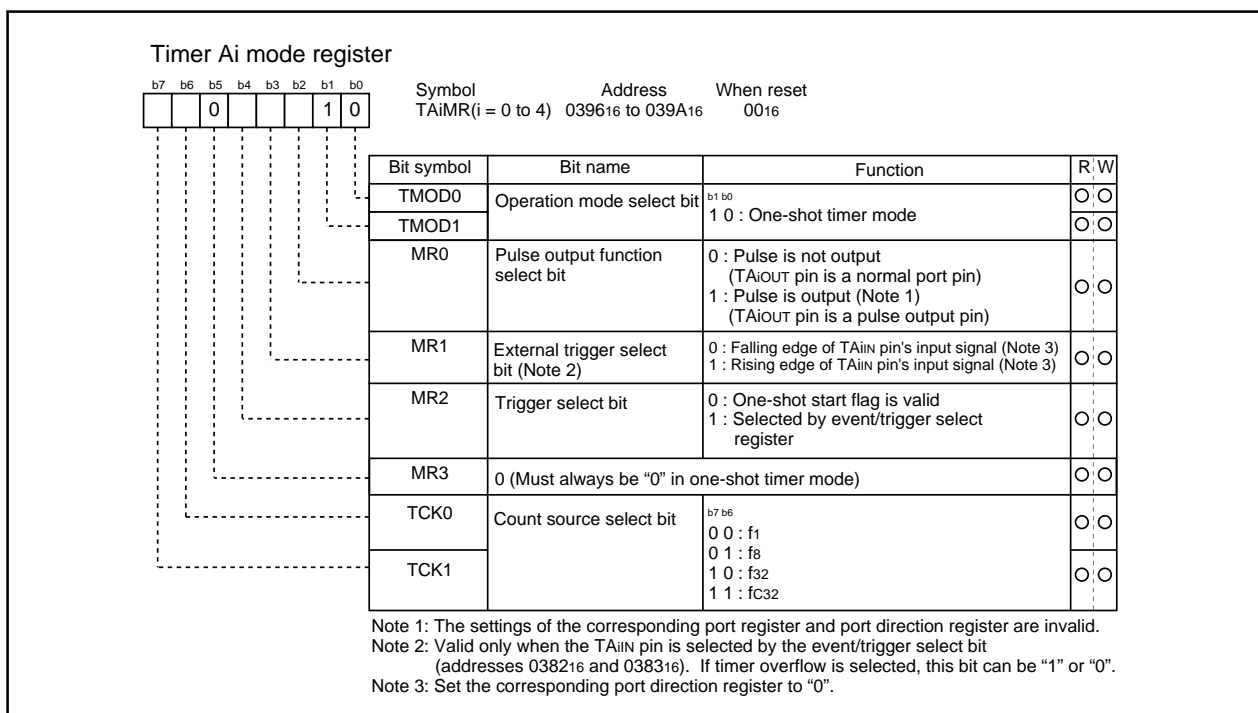 Timer Ai mode register
b7 b6 b5 b4 b3 b2 b1 b0
0 1 0
Symbol Address When reset
TAiMR(i = 0 to 4) 039616 to 039A16 0016
Bit symbol Bit name Function R W
TMOD0 Operation mode select bit b1 b0
1 0 : One-shot timer mode
TMOD1
MR0 Pulse output function select bit
0 : Pulse is not output
(TAiOUT pin is a normal port pin)
1 : Pulse is output (Note 1)
(TAiOUT pin is a pulse output pin)
MR1 External trigger select bit (Note 2)
0 : Falling edge of TAiIN pin's input signal (Note 3)
1 : Rising edge of TAiIN pin's input signal (Note 3)
MR2 Trigger select bit
0 : One-shot start flag is valid
1 : Selected by event/trigger select
register
MR3 0 (Must always be “0” in one-shot timer mode)
TCK0 Count source select bit b7 b6
0 0 : f1
0 1 : f8
TCK1
1 0 : f32
1 1 : fC32
Note 1: The settings of the corresponding port register and port direction register are invalid.
Note 2: Valid only when the TAiIN pin is selected by the event/trigger select bit
(addresses 038216 and 038316). If timer overflow is selected, this bit can be “1” or “0”.
Note 3: Set the corresponding port direction register to “0”.